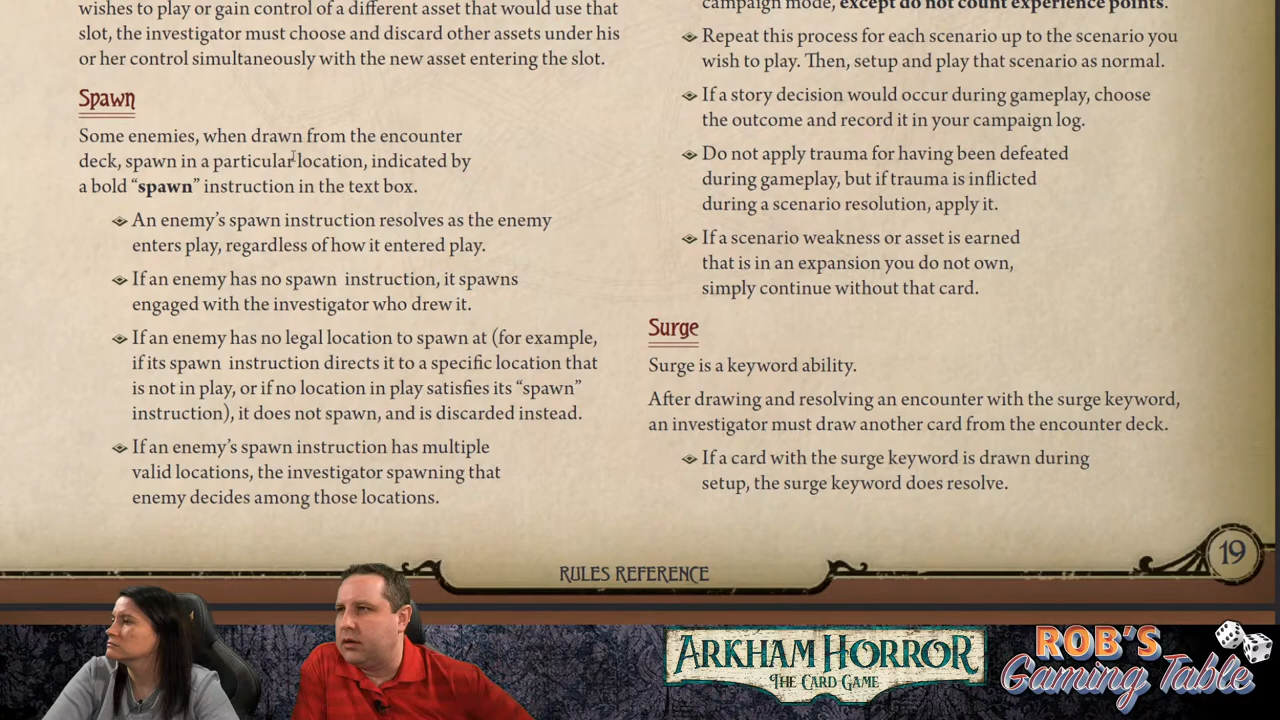 wishes to play or gain control of a different asset that would use that
slot, the investigator must choose and discard other assets under his
or her control simultaneously with the new asset entering the slot.
Spawn
Some enemies, when drawn from the encounter
deck, spawn in a particular location, indicated by
a bold “spawn” instruction in the text box.
An enemy’s spawn instruction resolves as the enemy
enters play, regardless of how it entered play.
If an enemy has no spawn instruction, it spawns
engaged with the investigator who drew it.
If an enemy has no legal location to spawn at (for example,
if its spawn instruction directs it to a specific location that
is not in play, or if no location in play satisfies its “spawn”
instruction), it does not spawn, and is discarded instead.
If an enemy’s spawn instruction has multiple
valid locations, the investigator spawning that
enemy decides among those locations.
campaign mode, except do not count experience points.
Repeat this process for each scenario up to the scenario you
wish to play. Then, setup and play that scenario as normal.
If a story decision would occur during gameplay, choose
the outcome and record it in your campaign log.
Do not apply trauma for having been defeated
during gameplay, but if trauma is inflicted
during a scenario resolution, apply it.
If a scenario weakness or asset is earned
that is in an expansion you do not own,
simply continue without that card.
Surge
Surge is a keyword ability.
After drawing and resolving an encounter with the surge keyword,
an investigator must draw another card from the encounter deck.
If a card with the surge keyword is drawn during
setup, the surge keyword does resolve.
RULES REFERENCE
19
ARKHAM HORROR
THE CARD GAME
ROB'S
Gaming Table